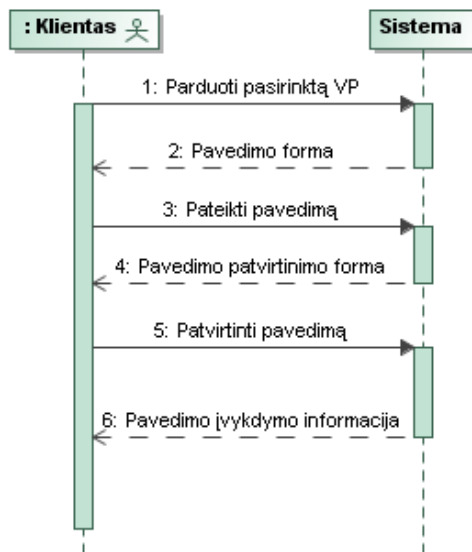 : Klientas
Sistema
1: Parduoti pasirinktą VP
2: Pavedimo forma
3: Pateikti pavedimą
4: Pavedimo patvirtinimo forma
5: Patvirtinti pavedimą
6: Pavedimo įvykdymo informacija